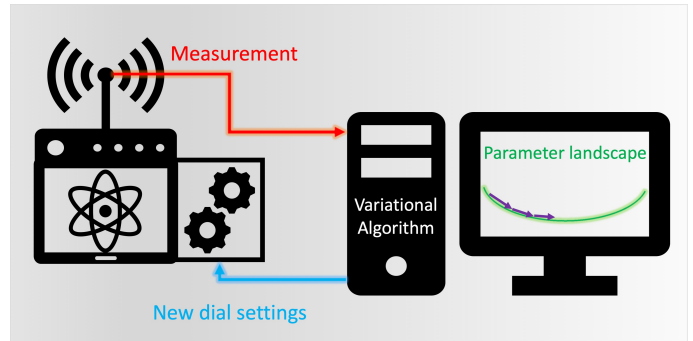 Measurement
Parameter landscape
Variational
Algorithm
New dial settings